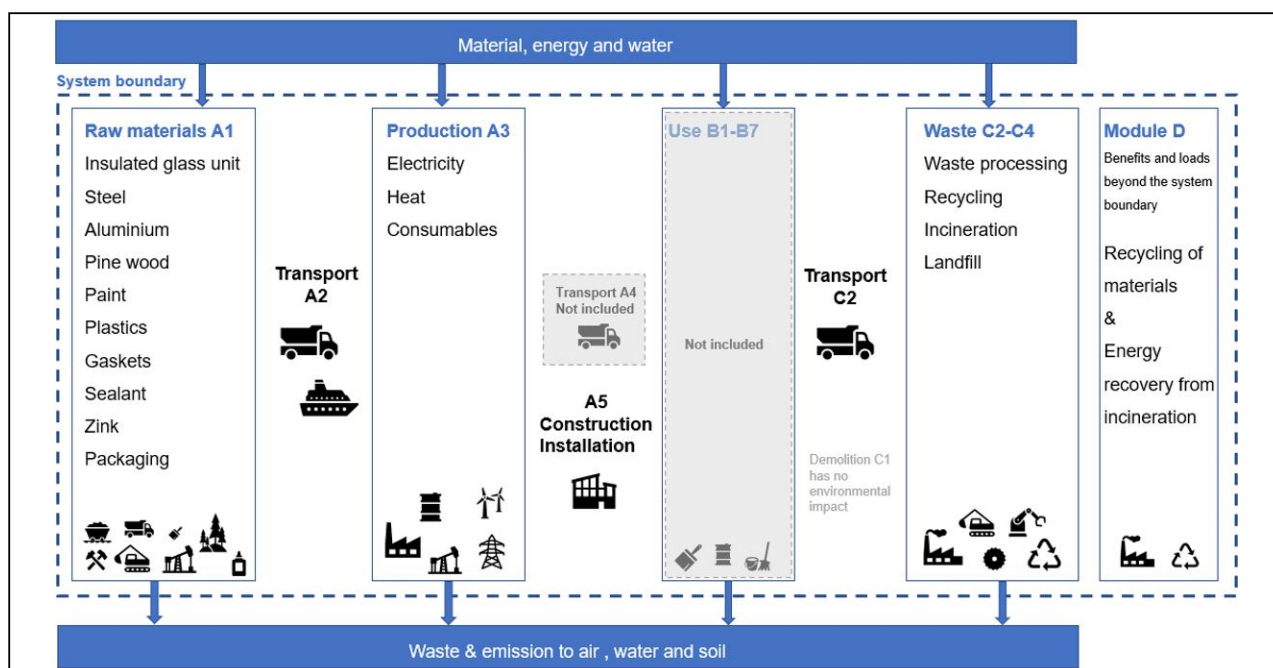 Material, energy and water
System boundary
Raw materials A1
Insulated glass unit
Steel
Aluminium
Pine wood
Paint
Plastics
Gaskets
Sealant
Zink
Packaging
Transport
A2
Production A3
Electricity
Heat
Consumables
Transport A4
Not included
A5
Construction
Installation
Use B1-B7
Not included
Transport
C2
Demolition C1
has no
environmental
impact
Waste C2-C4
Waste processing
Recycling
Incineration
Landfill
Module D
Benefits and loads
beyond the system
boundary
Recycling of
materials
&
Energy
recovery from
incineration
Waste & emission to air , water and soil